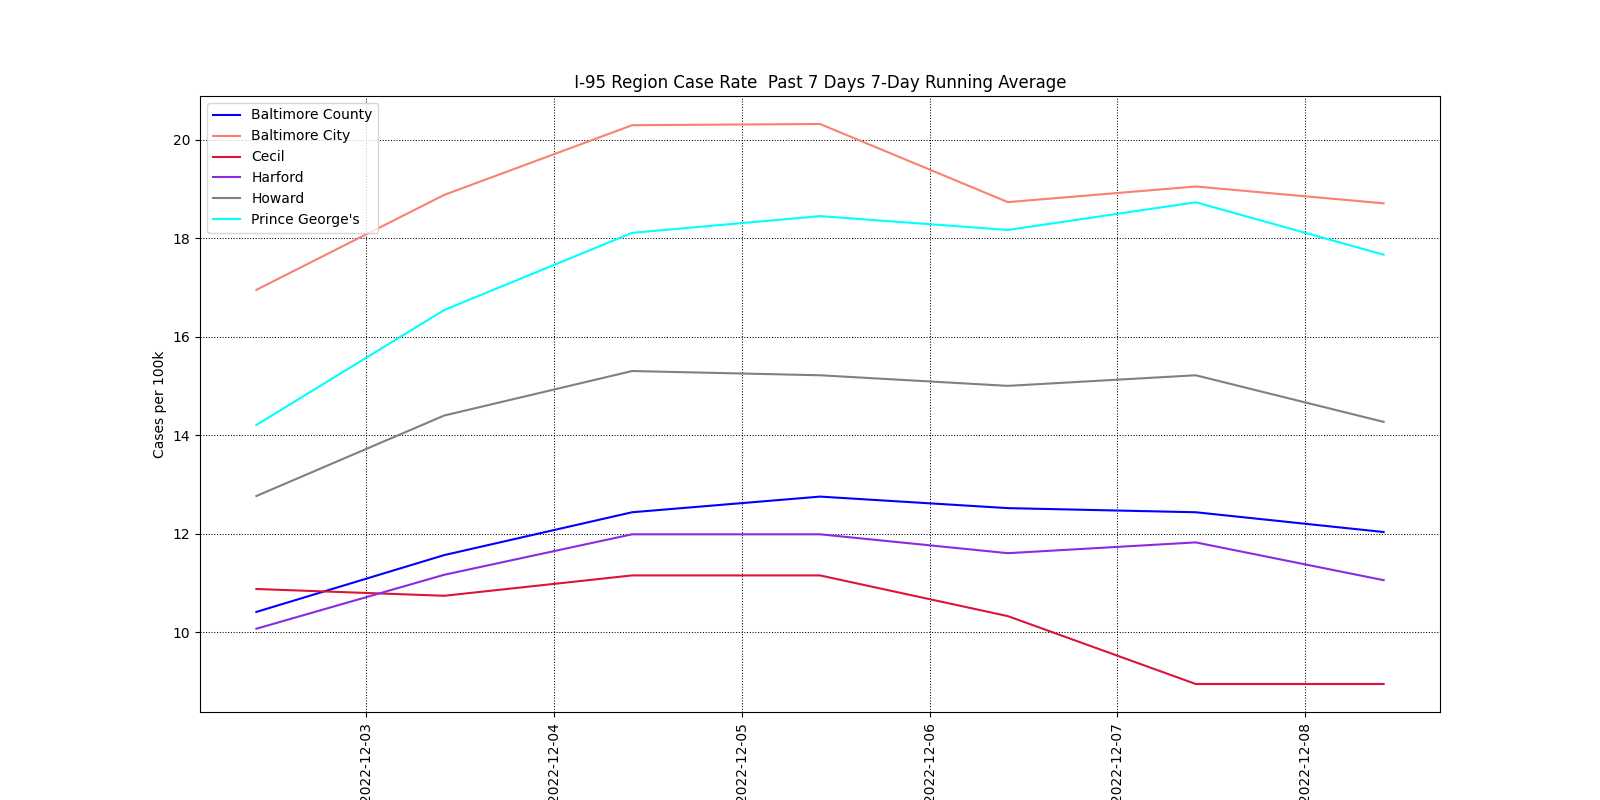 I-95 Region Case Rate  Past 7 Days 7-Day Running Average
Baltimore County
Baltimore City
Cecil
Harford
Howard
Prince George's
Cases per 100k
20
18
16
14
12
10
2022-12-03
2022-12-04
2022-12-05
2022-12-06
2022-12-07
2022-12-08